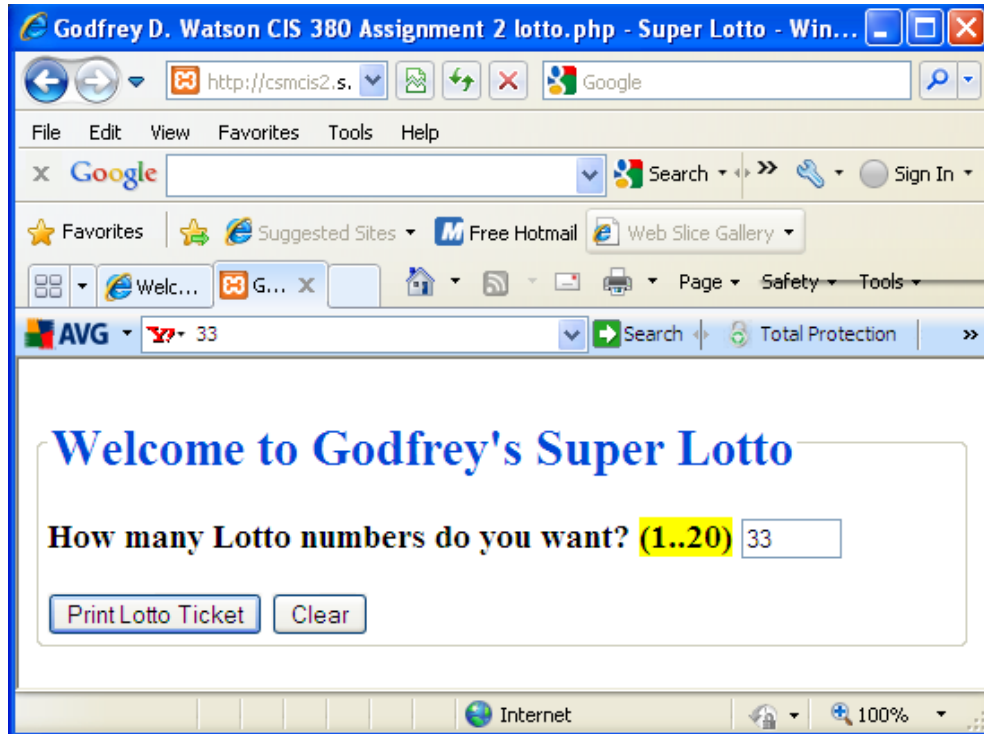 Godfrey D. Watson CIS 380 Assignment 2 lotto.php - Super Lotto - Win...
http://csmcis2.s. Google
File Edit View Favorites Tools Help
x Google Search Sign In
Favorites Suggested Sites Free Hotmail Web Slice Gallery
Welc... G... X Page Safety Tools
AVG Y? 33 Search Total Protection
Welcome to Godfrey's Super Lotto
How many Lotto numbers do you want? (1..20) 33
Print Lotto Ticket Clear
Internet 100%